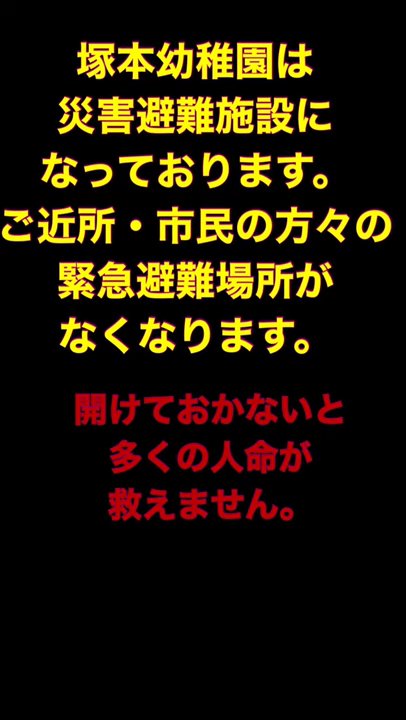 塚本幼稚園は
災害避難施設に
なっております。
ご近所・市民の方々の
緊急避難場所が
なくなります。
開けておかないと
多くの人命が
救えません。